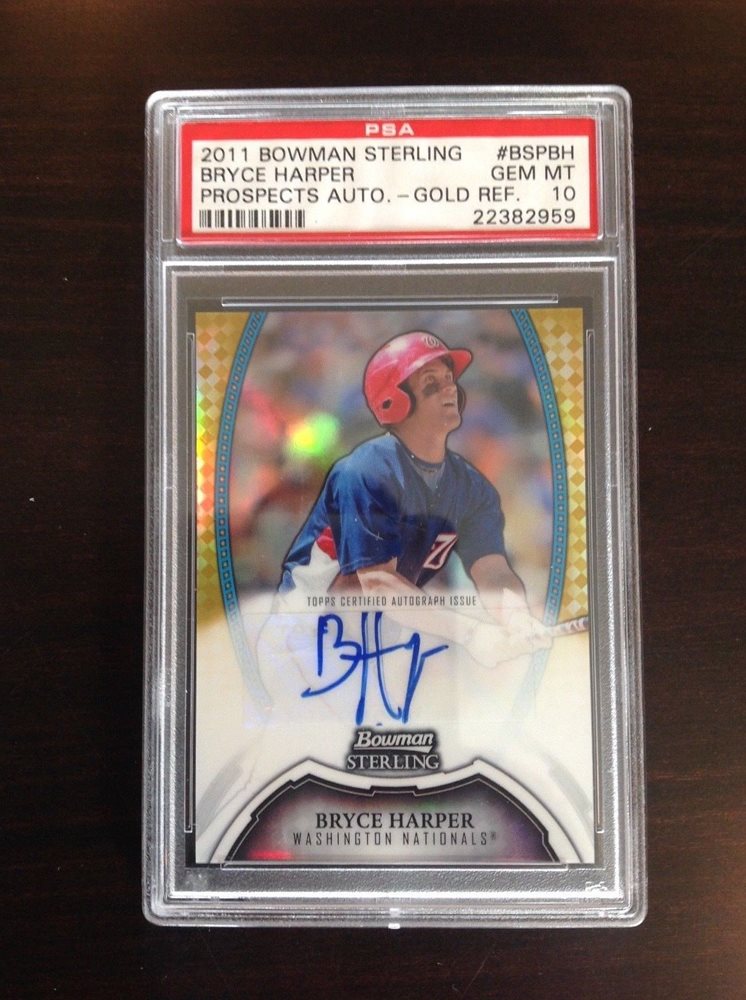 PSA
2011 BOWMAN STERLING #BSPBH
BRYCE HARPER GEM MT
PROSPECTS AUTO. - GOLD REF. 10
22382959
W
TOPPS CERTIFIED AUTOGRAPH ISSUE
Bowman
STERLING
BRYCE HARPER
WASHINGTON NATIONALS®